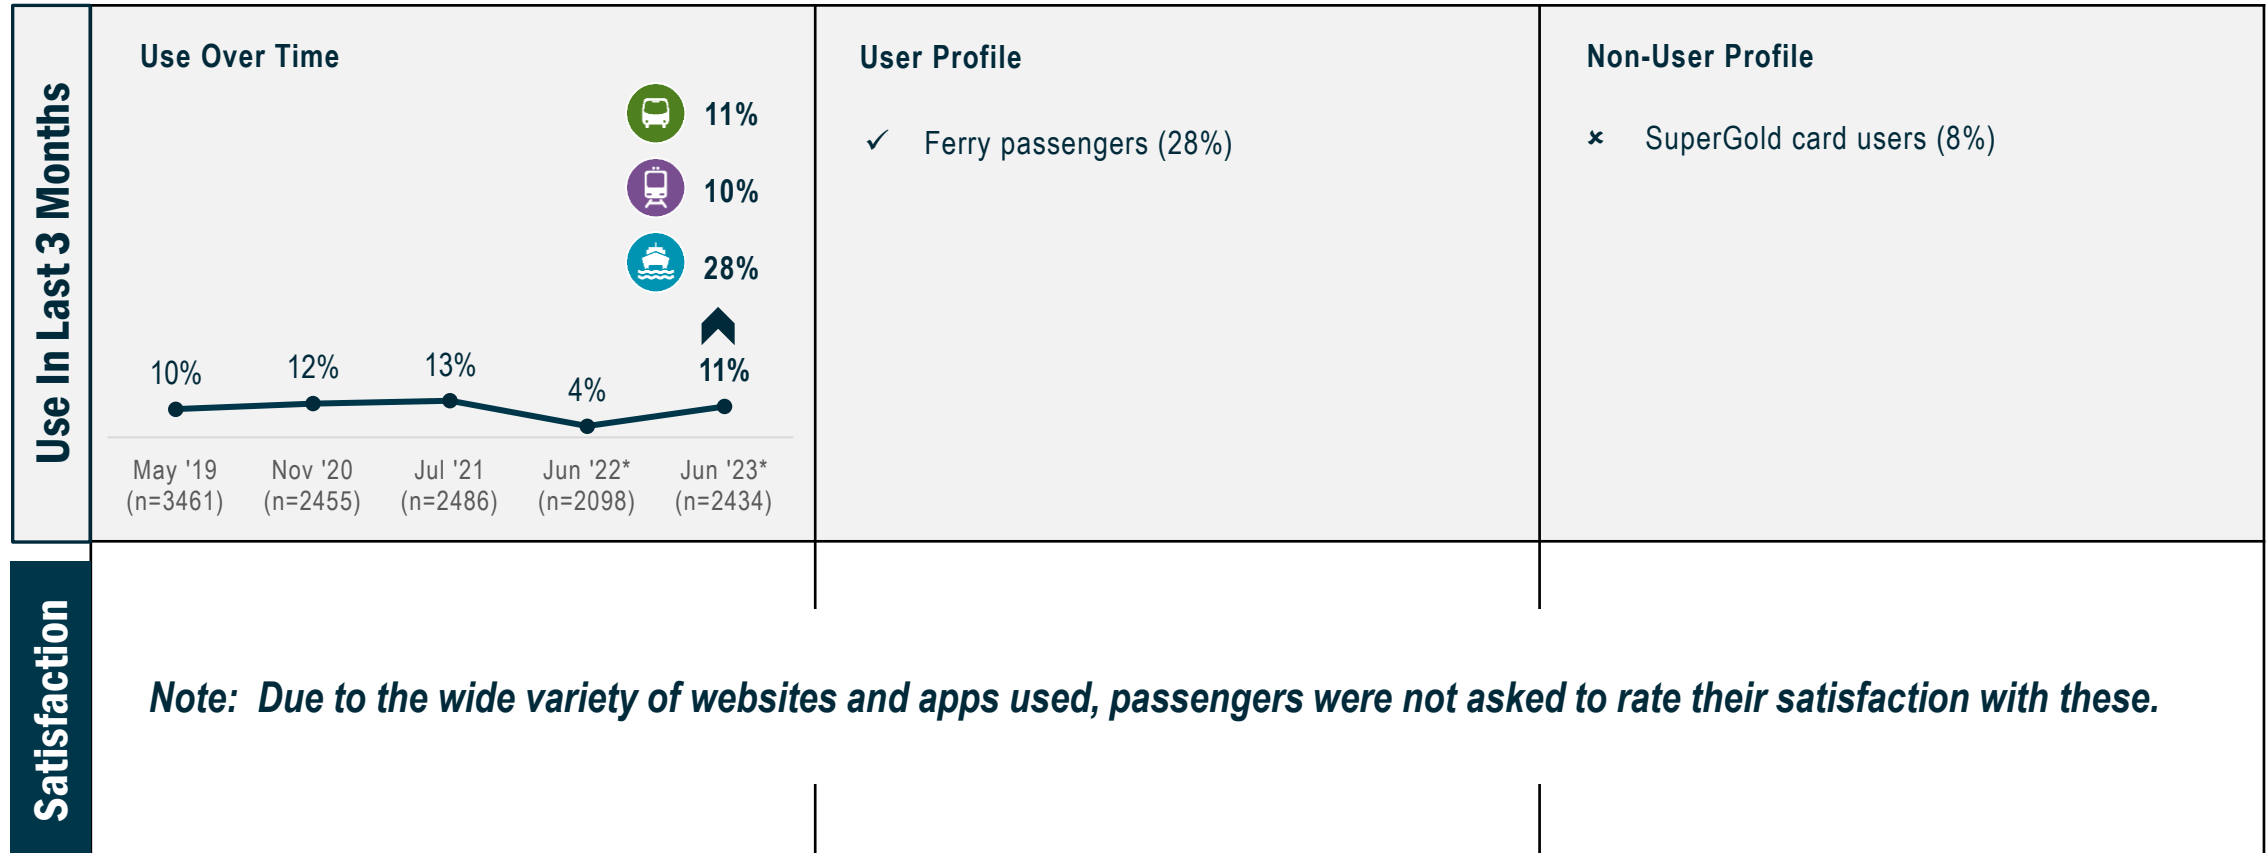 Use In Last 3 Months
Use Over Time
11%
10%
28%
10%
12%
13%
4%
11%
May '19
(n=3461)
Nov '20
(n=2455)
Jul '21
(n=2486)
Jun '22*
(n=2098)
Jun '23*
(n=2434)
User Profile
✓ Ferry passengers (28%)
Non-User Profile
× SuperGold card users (8%)
Satisfaction
Note:  Due to the wide variety of websites and apps used, passengers were not asked to rate their satisfaction with these.